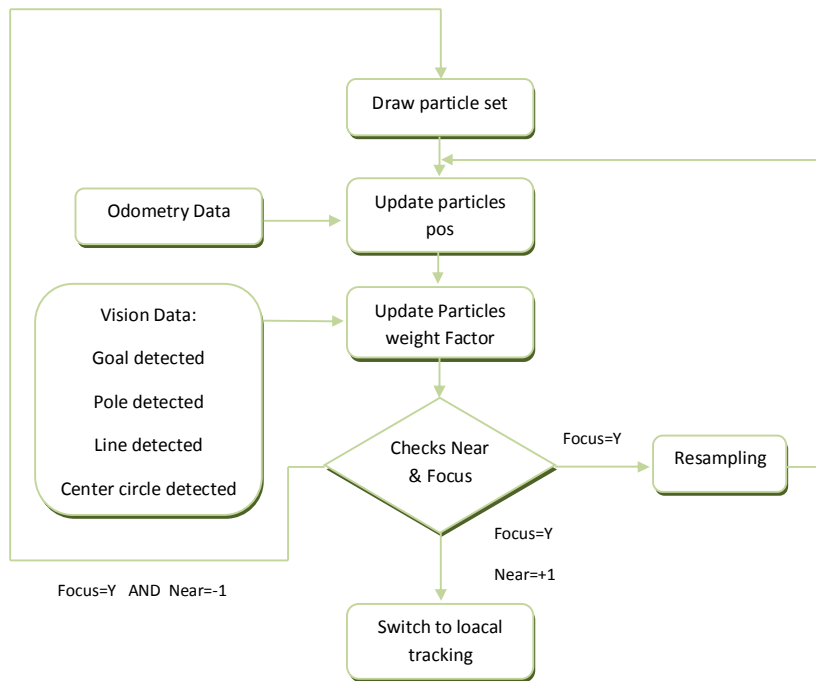 Draw particle set
Odometry Data
Update particles
pos
Vision Data:
Goal detected
Pole detected
Line detected
Center circle detected
Update Particles
weight Factor
Checks Near
& Focus
Focus=Y
Resampling
Focus=Y
Near=+1
Focus=Y AND Near=-1
Switch to loacal
tracking